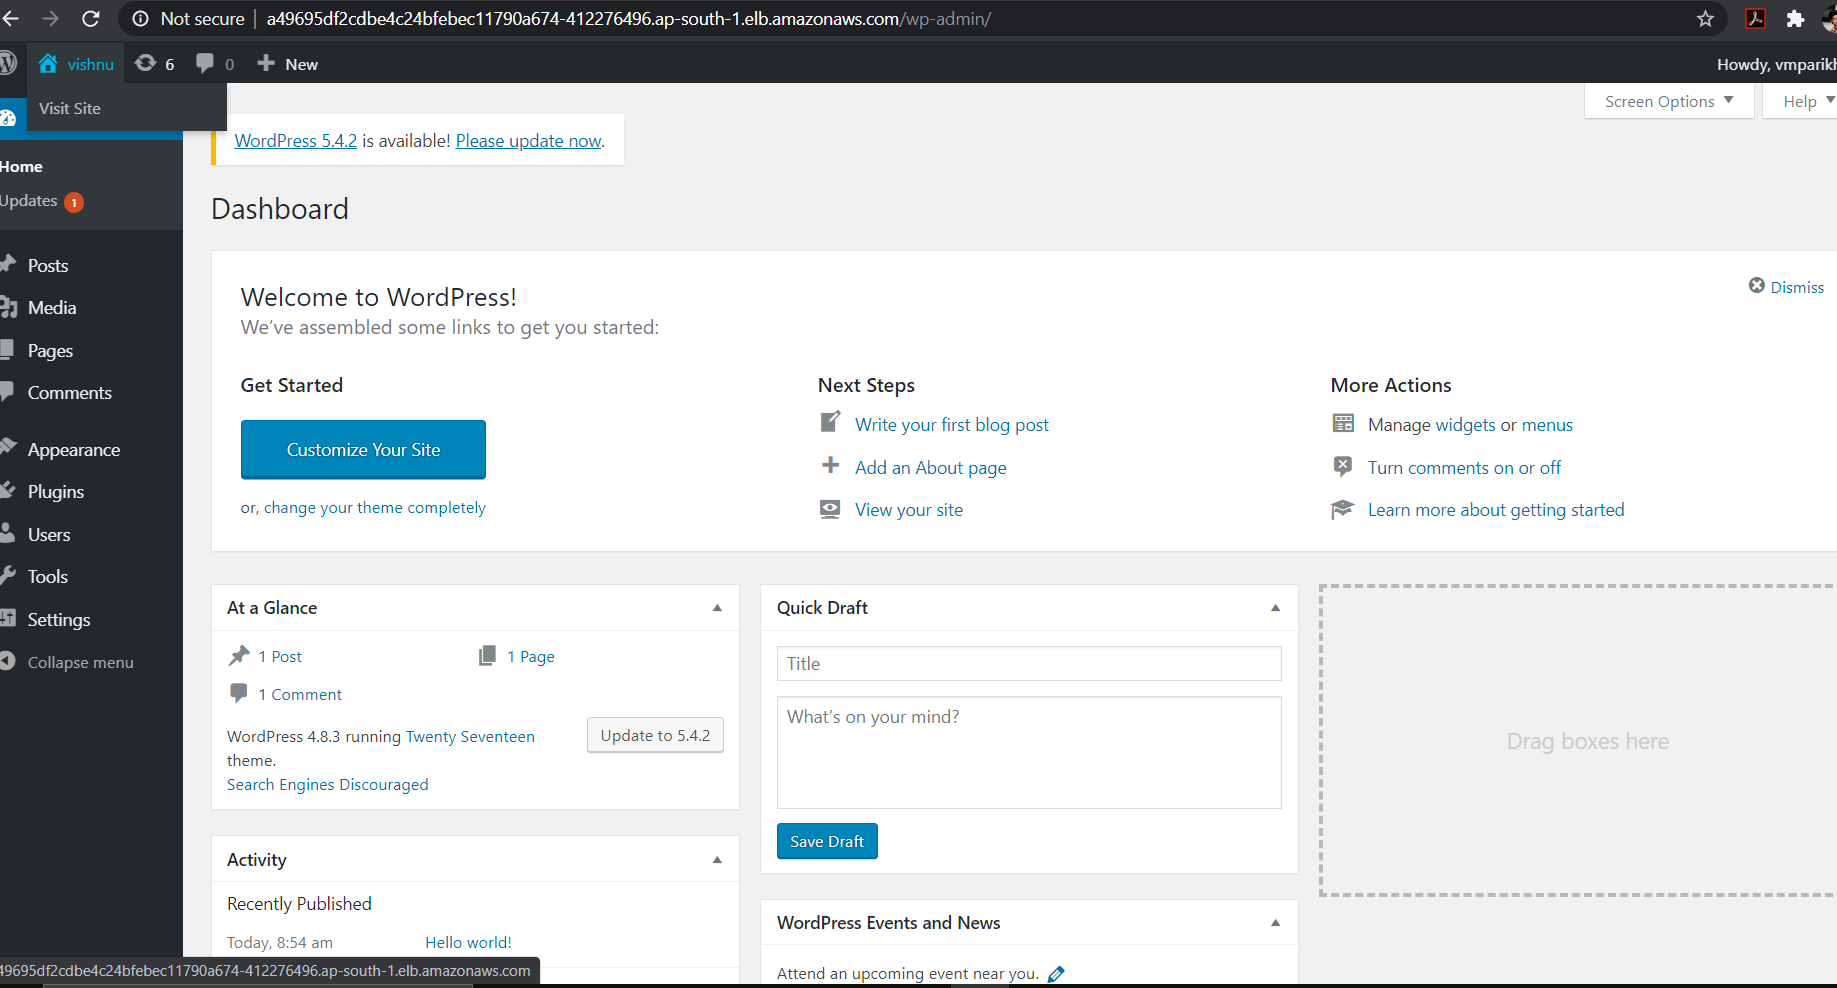 Not secure | a49695df2cdbe4c24bfebec11790a674-412276496.ap-south-1.elb.amazonaws.com/wp-admin/
vishnu 6 0 New Howdy, vmparikh
Visit Site
Screen Options Help
WordPress 5.4.2 is available! Please update now.
Home
Updates 1
Posts
Media
Pages
Comments
Appearance
Plugins
Users
Tools
Settings
Collapse menu
Dashboard
Welcome to WordPress!
We've assembled some links to get you started:
Dismiss
Get Started
Customize Your Site
or, change your theme completely
Next Steps
Write your first blog post
Add an About page
View your site
More Actions
Manage widgets or menus
Turn comments on or off
Learn more about getting started
At a Glance
1 Post 1 Page
1 Comment
WordPress 4.8.3 running Twenty Seventeen
theme.
Update to 5.4.2
Search Engines Discouraged
Activity
Recently Published
Today, 8:54 am Hello world!
Quick Draft
Title
What's on your mind?
Save Draft
WordPress Events and News
Attend an upcoming event near you.
Drag boxes here
49695df2cdbe4c24bfebec11790a674-412276496.ap-south-1.elb.amazonaws.com